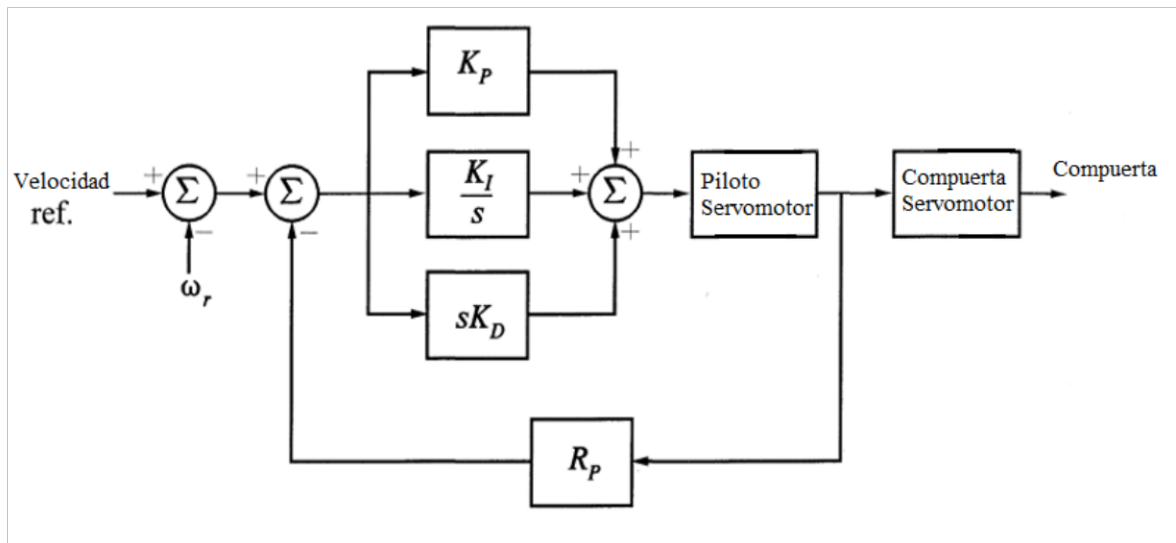 K_P
Velocidad
ref.
+
Σ
−
ω_r
+
Σ
−
K_I
s
+
+
Σ
+
sK_D
Piloto
Servomotor
Compuerta
Servomotor
Compuerta
R_P